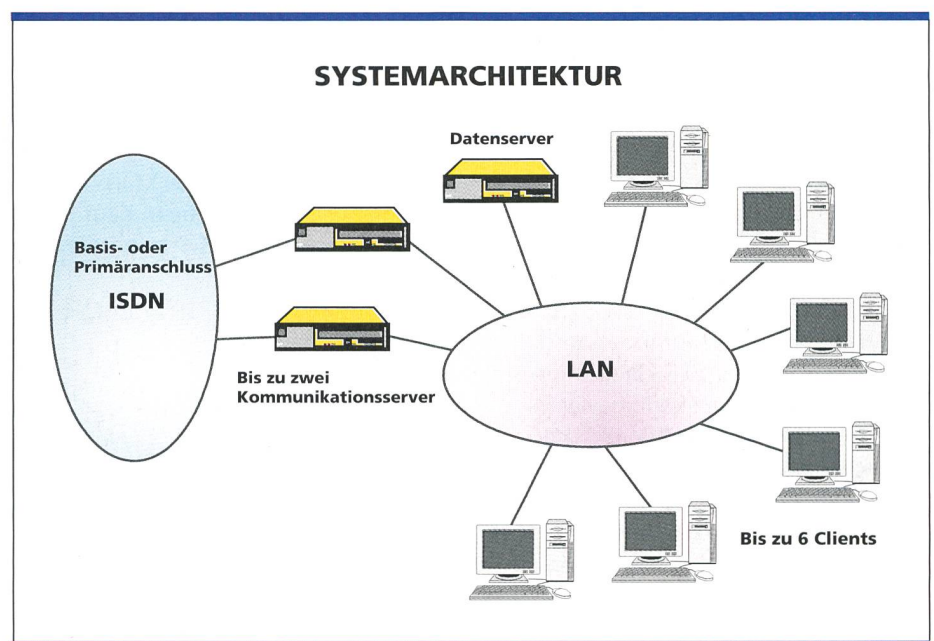 SYSTEMARCHITEKTUR
Datenserver
Basis- oder
Primäranschluss
ISDN
LAN
Bis zu zwei
Kommunikationsserver
Bis zu 6 Clients